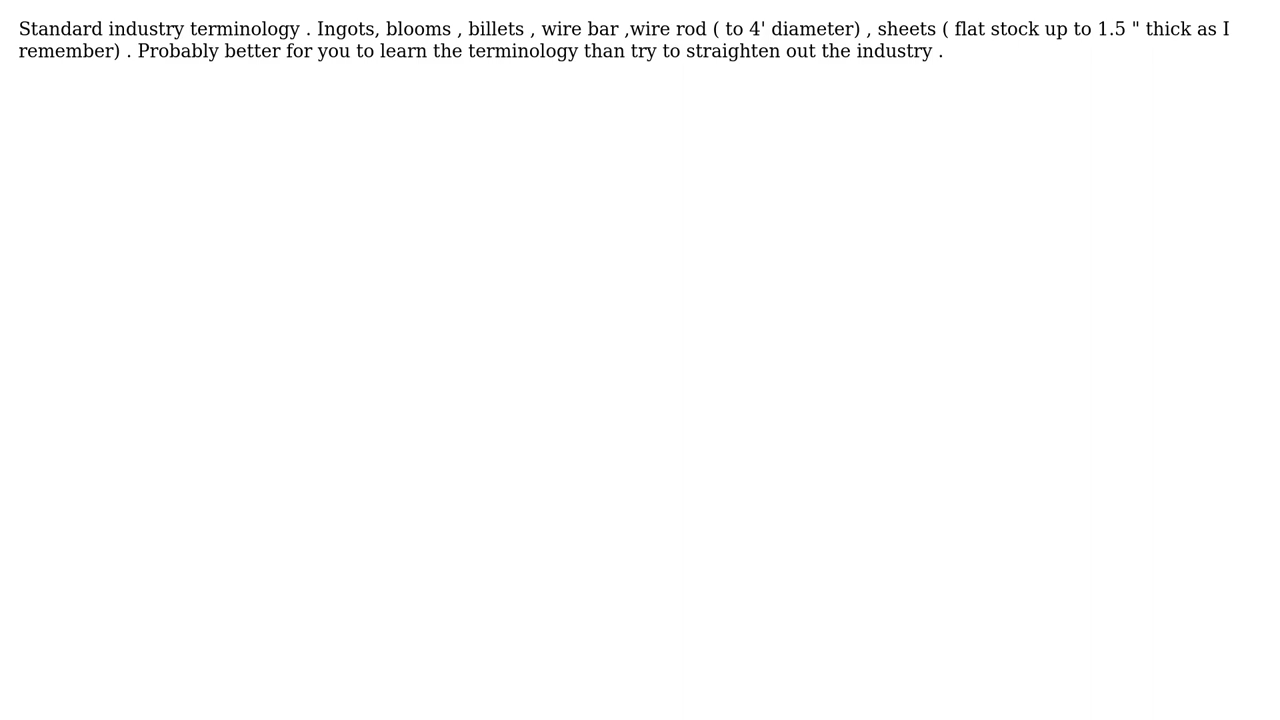 Standard industry terminology . Ingots, blooms , billets , wire bar ,wire rod ( to 4' diameter) , sheets ( flat stock up to 1.5 " thick as I
remember) . Probably better for you to learn the terminology than try to straighten out the industry .